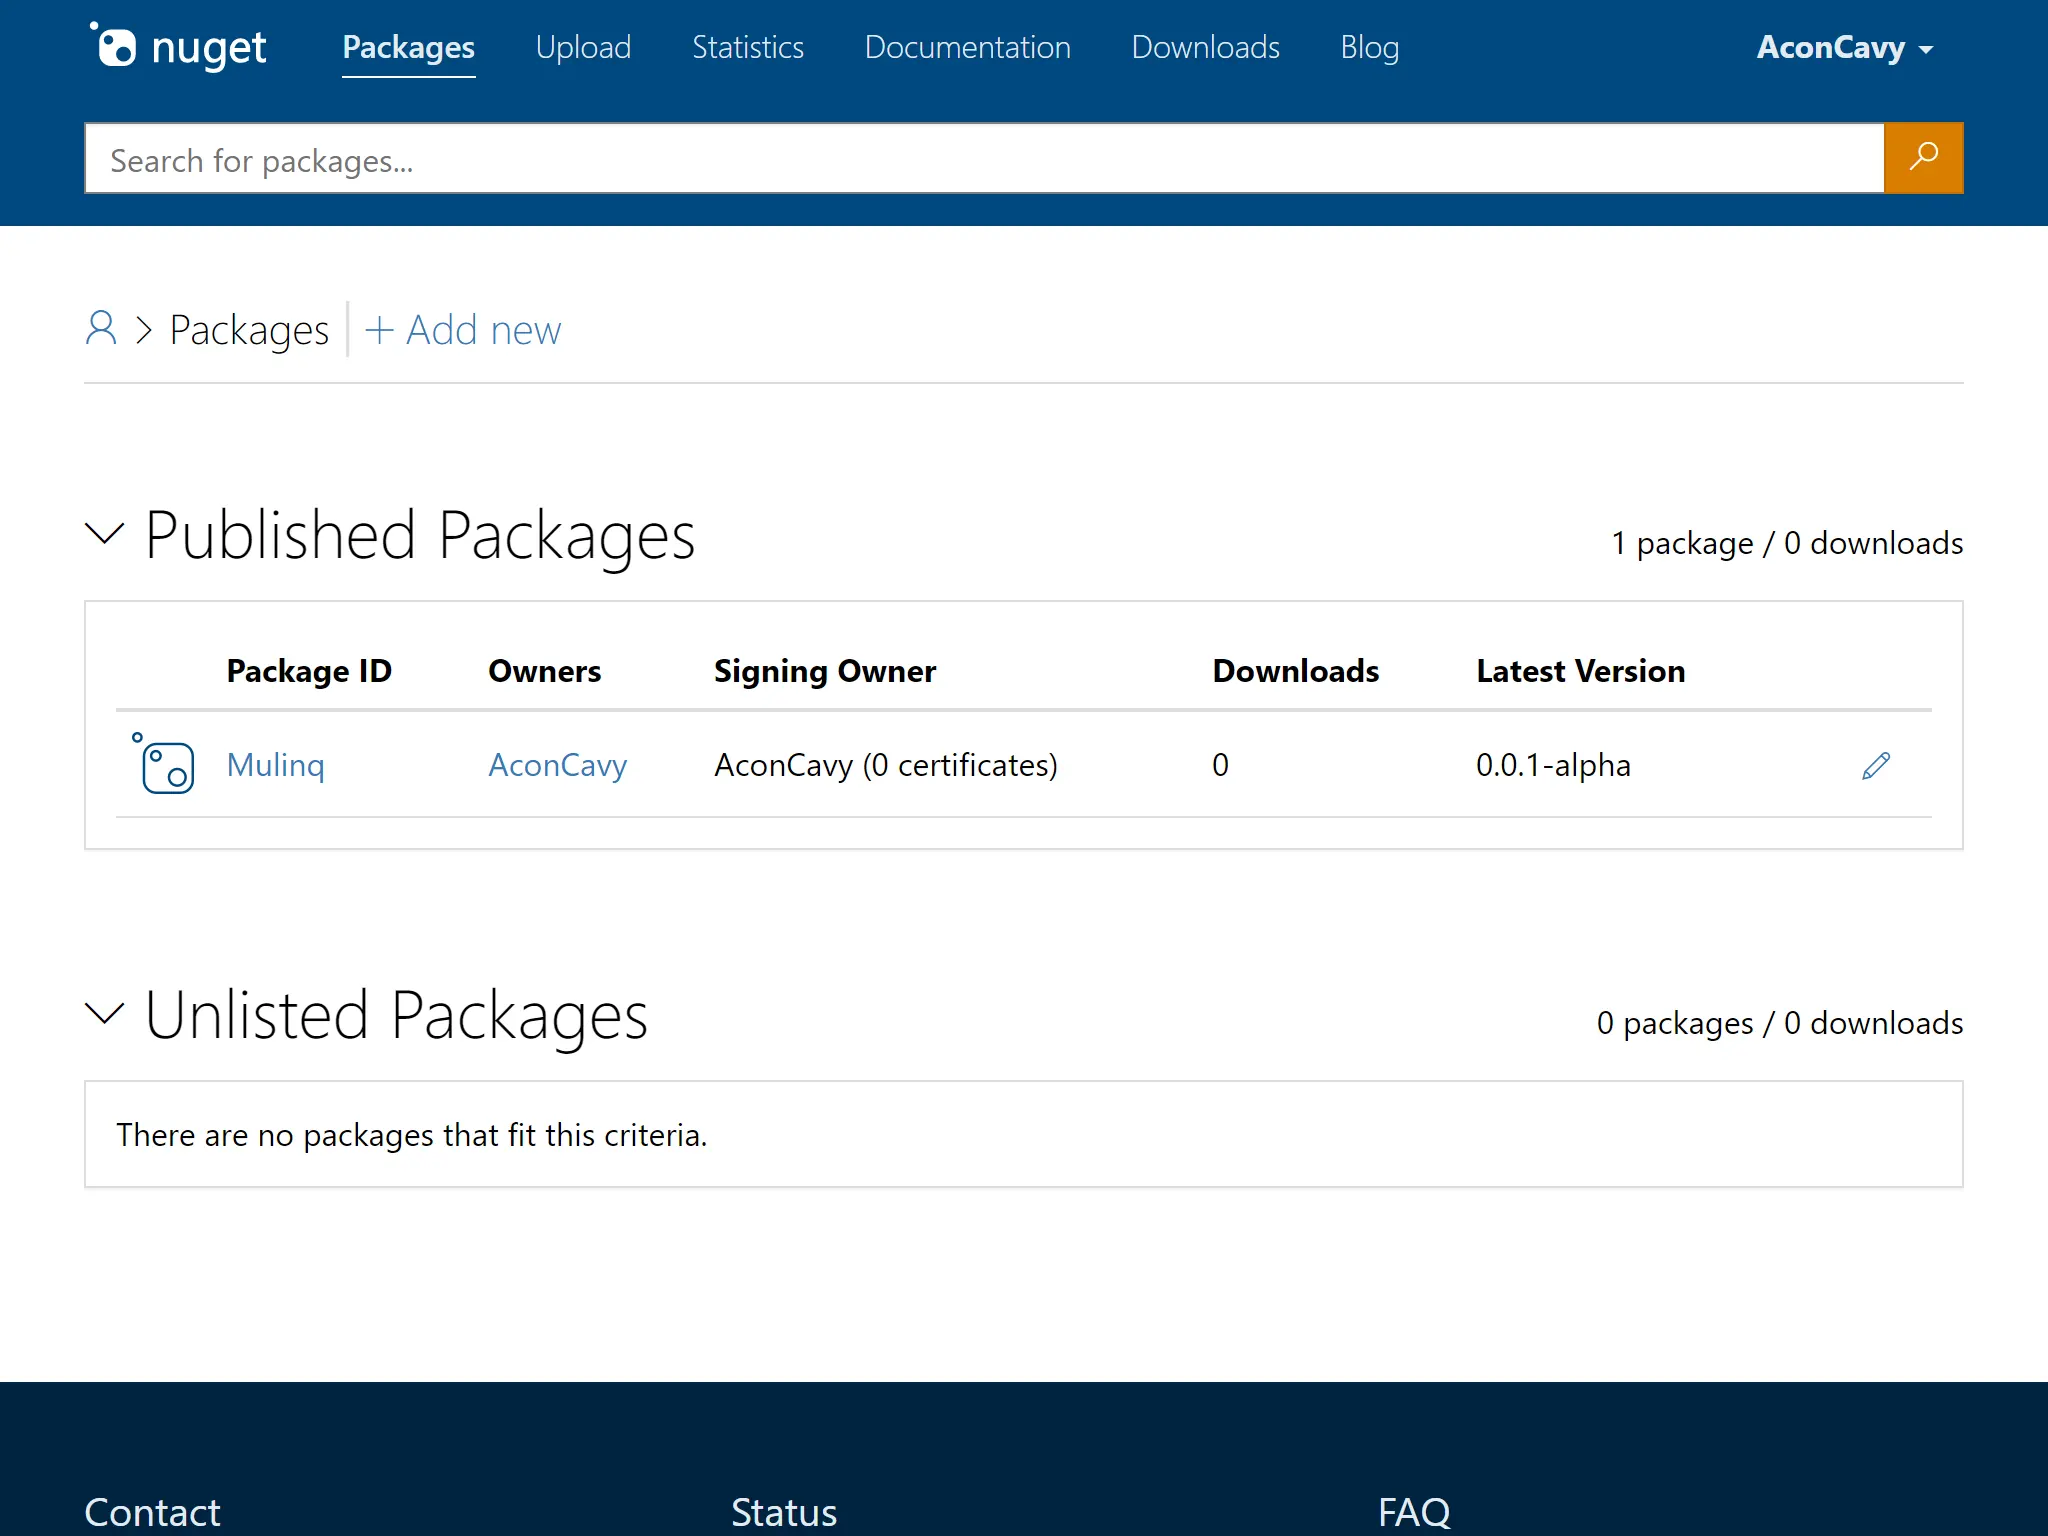 nuget Packages Upload Statistics Documentation Downloads Blog AconCavy
Search for packages...
Packages Add new
Published Packages 1 package / 0 downloads
Package ID Owners Signing Owner Downloads Latest Version
Mulinq AconCavy AconCavy (0 certificates) 0 0.0.1-alpha
Unlisted Packages 0 packages / 0 downloads
There are no packages that fit this criteria.
Contact Status FAQ